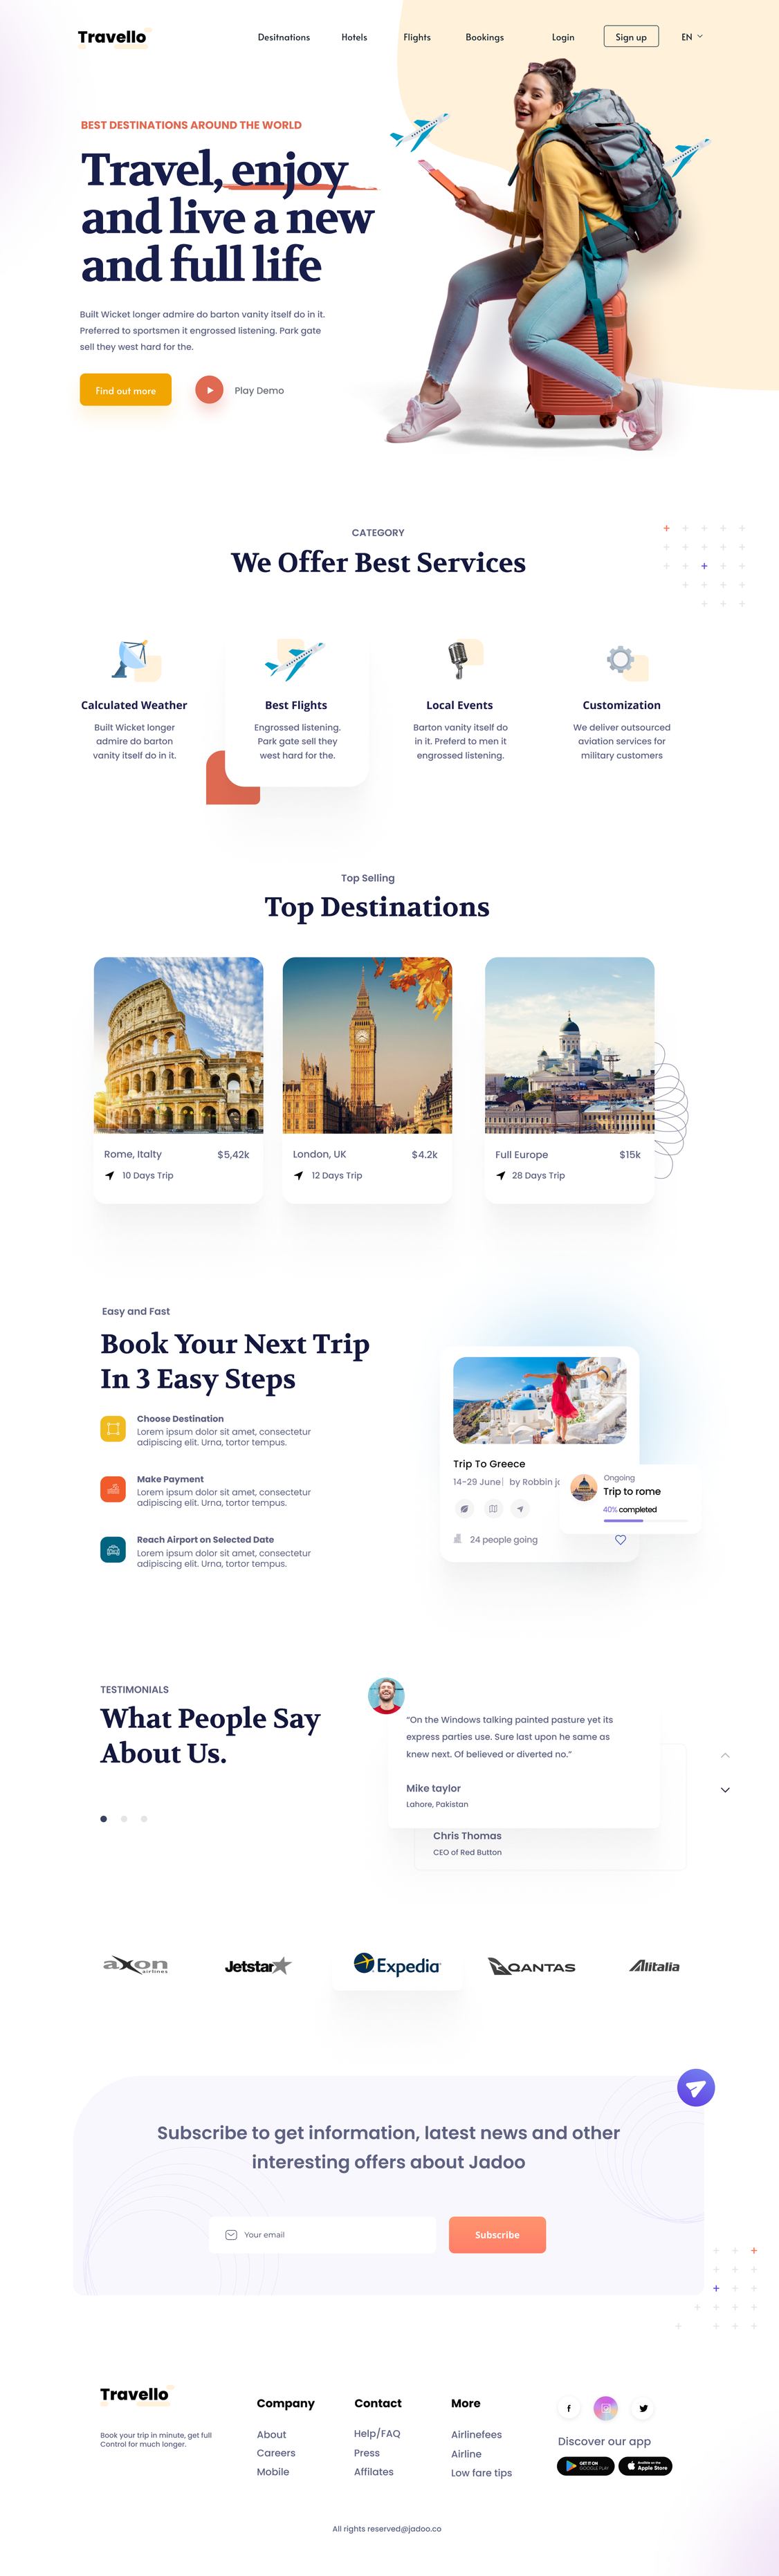 Travello
Desitnations
Hotels
Flights
Bookings
Login
Sign up
EN
BEST DESTINATIONS AROUND THE WORLD
Travel, enjoy
and live a new
and full life
Built Wicket longer admire do barton vanity itself do in it.
Preferred to sportsmen it engrossed listening. Park gate
sell they west hard for the.
Find out more
Play Demo
CATEGORY
We Offer Best Services
Calculated Weather
Built Wicket longer
admire do barton
vanity itself do in it.
Best Flights
Engrossed listening.
Park gate sell they
west hard for the.
Local Events
Barton vanity itself do
in it. Preferd to men it
engrossed listening.
Customization
We deliver outsourced
aviation services for
military customers
Top Selling
Top Destinations
Rome, Italty
$5,42k
10 Days Trip
London, UK
$4.2k
12 Days Trip
Full Europe
$15k
28 Days Trip
Easy and Fast
Book Your Next Trip
In 3 Easy Steps
Choose Destination
Lorem ipsum dolor sit amet, consectetur
adipiscing elit. Urna, tortor tempus.
Make Payment
Lorem ipsum dolor sit amet, consectetur
adipiscing elit. Urna, tortor tempus.
Reach Airport on Selected Date
Lorem ipsum dolor sit amet, consectetur
adipiscing elit. Urna, tortor tempus.
Trip To Greece
14-29 June | by Robbin jo
24 people going
Ongoing
Trip to rome
40% completed
TESTIMONIALS
What People Say
About Us.
“On the Windows talking painted pasture yet its
express parties use. Sure last upon he same as
knew next. Of believed or diverted no.”
Mike taylor
Lahore, Pakistan
Chris Thomas
CEO of Red Button
axon
airlines
Jetstar
Expedia
QANTAS
Alitalia
Subscribe to get information, latest news and other
interesting offers about Jadoo
Your email
Subscribe
Travello
Book your trip in minute, get full
Control for much longer.
Company
About
Careers
Mobile
Contact
Help/FAQ
Press
Affilates
More
Airlinefees
Airline
Low fare tips
Discover our app
GET IT ON
GOOGLE PLAY
Available on the
Apple Store
All rights reserved@jadoo.co